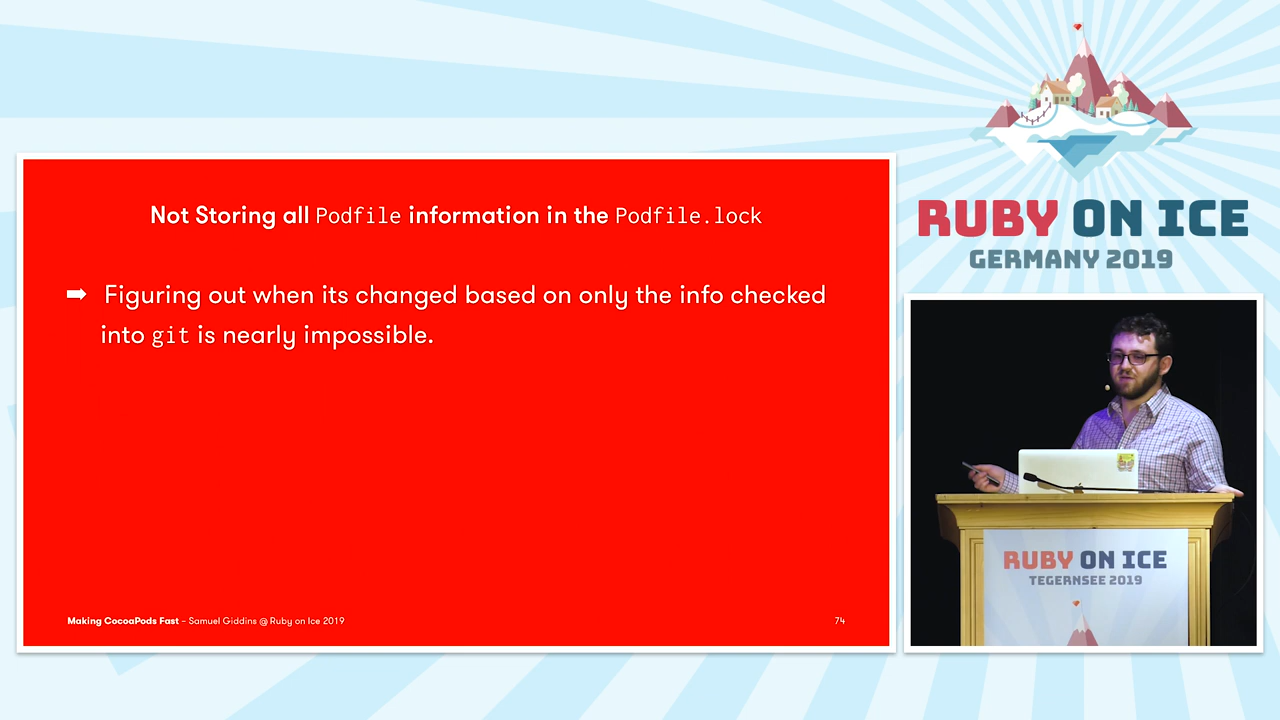 Not Storing all Podfile information in the Podfile.lock
➡ Figuring out when its changed based on only the info checked
into git is nearly impossible.
Making CocoaPods Fast – Samuel Giddins @ Ruby on Ice 2019
74
RUBY ON ICE
GERMANY 2019
RUBY ON ICE
TEGERNSEE 2019